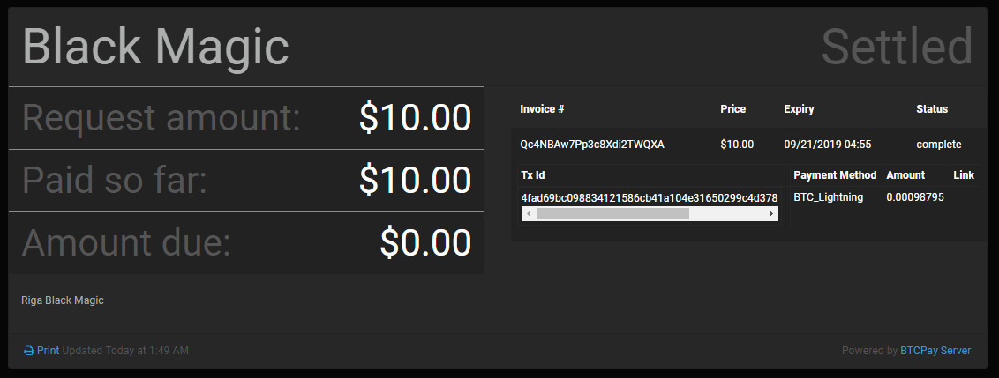 Black Magic
Settled
Request amount: $10.00
Paid so far: $10.00
Amount due: $0.00
Riga Black Magic
Invoice # Price Expiry Status
Qc4NBAw7Pp3c8Xdi2TWQXA $10.00 09/21/2019 04:55 complete
Tx Id Payment Method Amount Link
4fad69bc098834121586cb41a104e31650299c4d378 BTC_Lightning 0.00098795
Print Updated Today at 1:49 AM
Powered by BTCPay Server